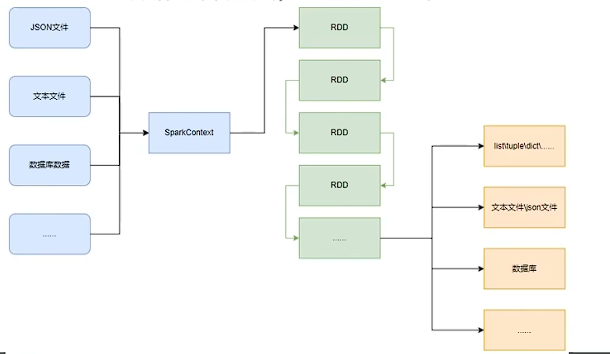 JSON文件
文本文件
数据库数据
......
SparkContext
RDD
RDD
RDD
RDD
......
list\tuple\dict\......
文本文件\json文件
数据库
......